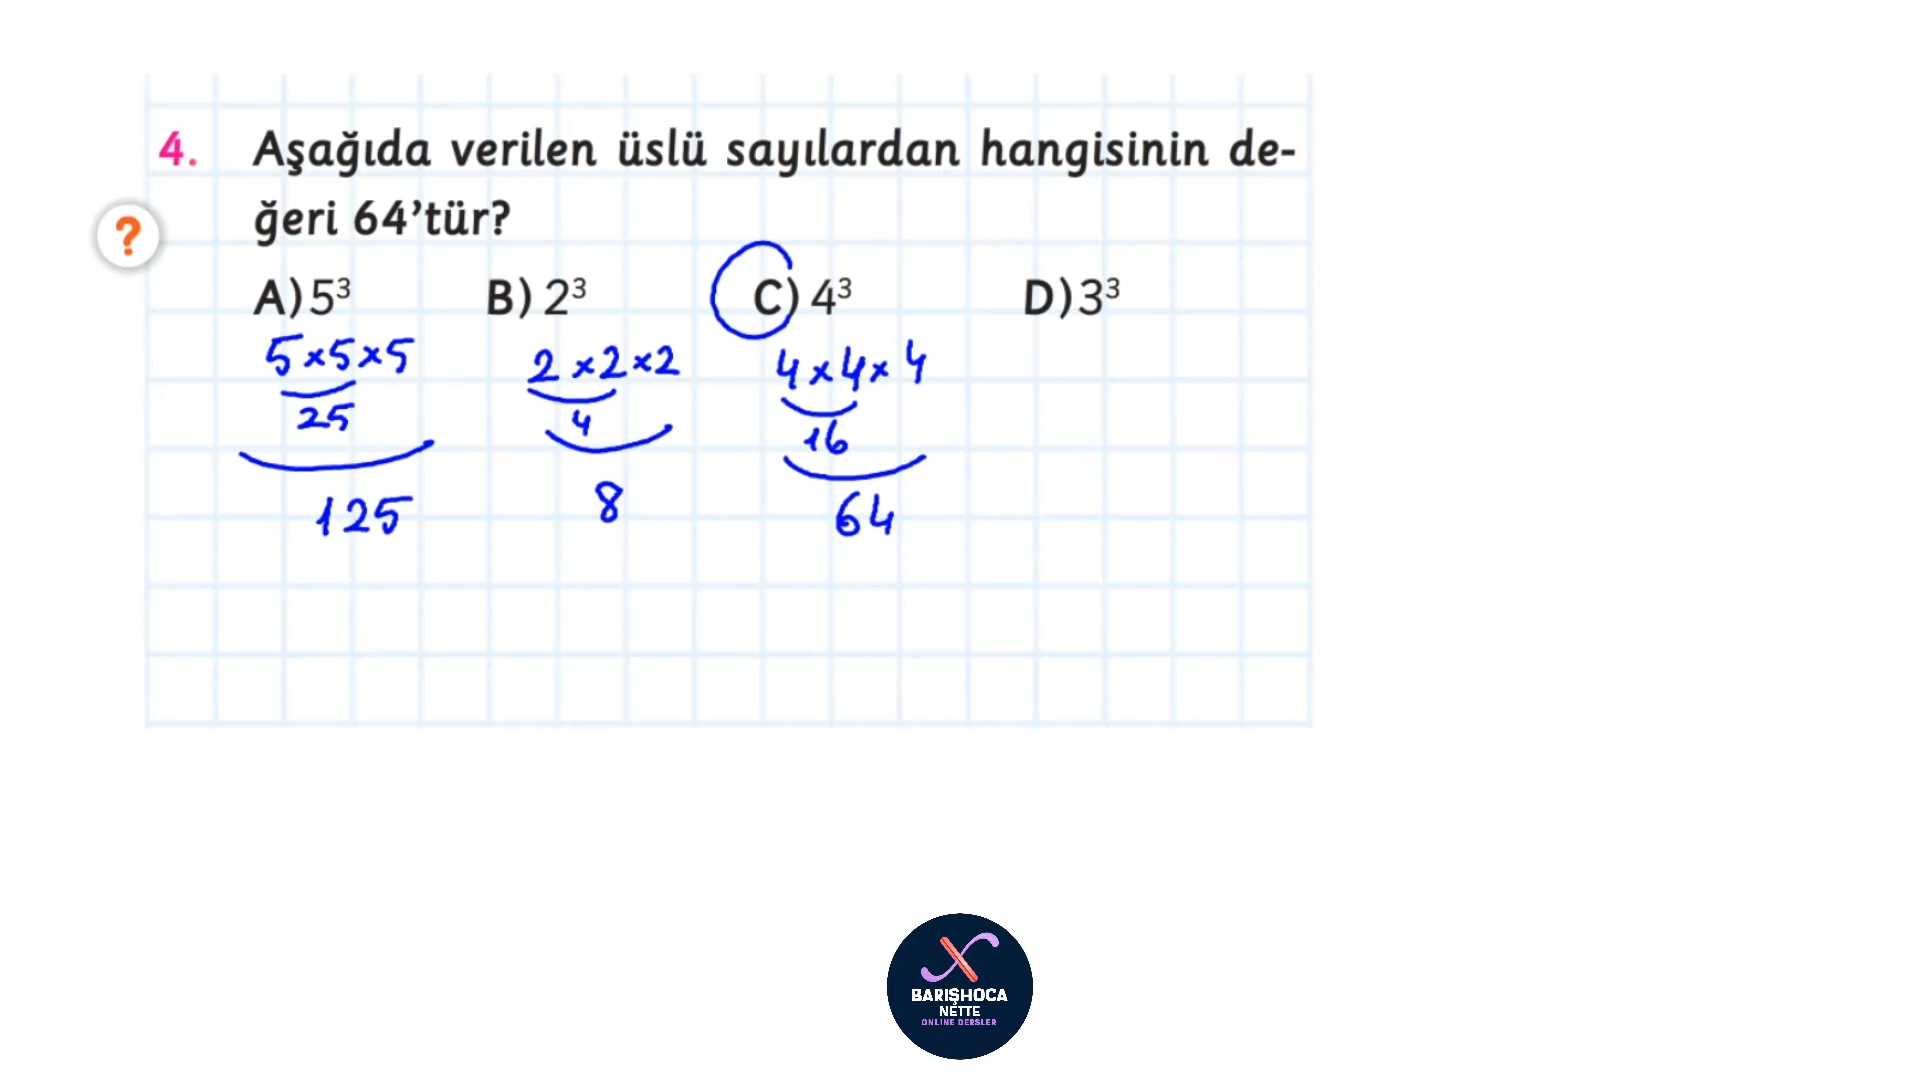 4. Aşağıda verilen üslü sayılardan hangisinin de-
ğeri 64'tür?
?
A) 5³ B) 2³ C) 4³ D) 3³
5×5×5 2×2×2 4×4×4
25 4 16
125 8 64
BARIŞHOCA
NETTE
ONLINE DERSLER